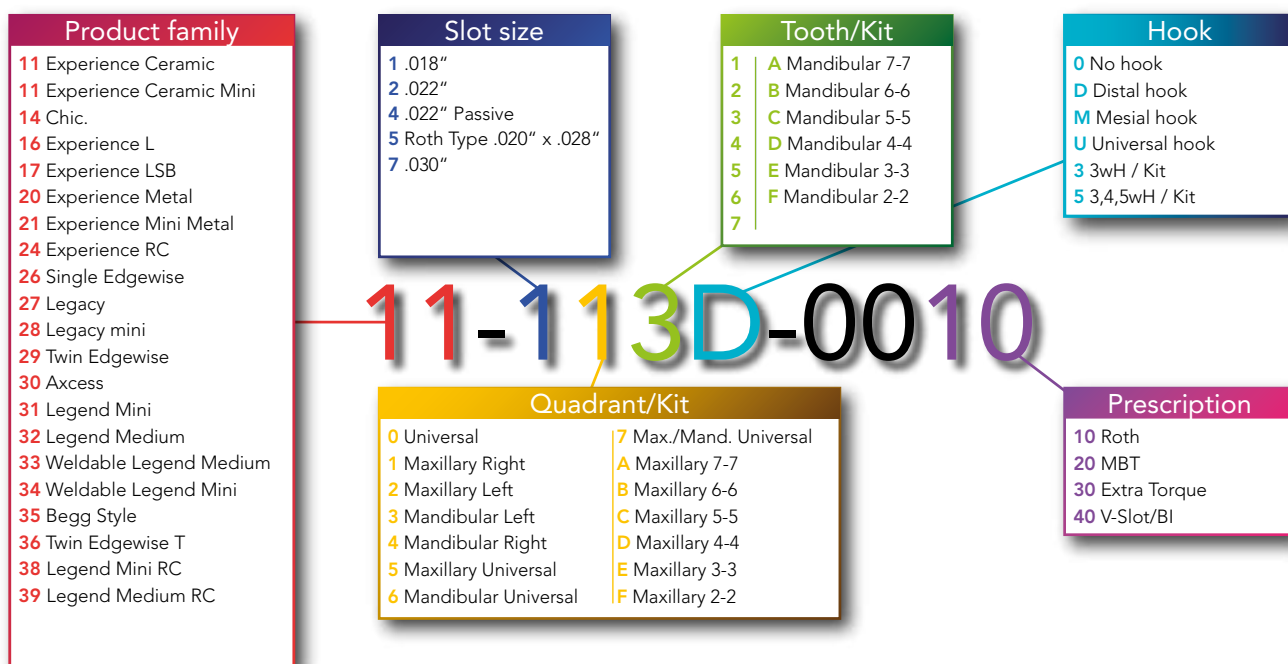 Product family
11 Experience Ceramic
11 Experience Ceramic Mini
14 Chic.
16 Experience L
17 Experience LSB
20 Experience Metal
21 Experience Mini Metal
24 Experience RC
26 Single Edgewise
27 Legacy
28 Legacy mini
29 Twin Edgewise
30 Axcess
31 Legend Mini
32 Legend Medium
33 Weldable Legend Medium
34 Weldable Legend Mini
35 Begg Style
36 Twin Edgewise T
38 Legend Mini RC
39 Legend Medium RC
Slot size
1 .018“
2 .022“
4 .022“ Passive
5 Roth Type .020“ x .028“
7 .030“
Tooth/Kit
1 A Mandibular 7-7
2 B Mandibular 6-6
3 C Mandibular 5-5
4 D Mandibular 4-4
5 E Mandibular 3-3
6 F Mandibular 2-2
7
Hook
0 No hook
D Distal hook
M Mesial hook
U Universal hook
3 3wH / Kit
5 3,4,5wH / Kit
11-113D-0010
Quadrant/Kit
0 Universal
1 Maxillary Right
2 Maxillary Left
3 Mandibular Left
4 Mandibular Right
5 Maxillary Universal
6 Mandibular Universal
7 Max./Mand. Universal
A Maxillary 7-7
B Maxillary 6-6
C Maxillary 5-5
D Maxillary 4-4
E Maxillary 3-3
F Maxillary 2-2
Prescription
10 Roth
20 MBT
30 Extra Torque
40 V-Slot/BI